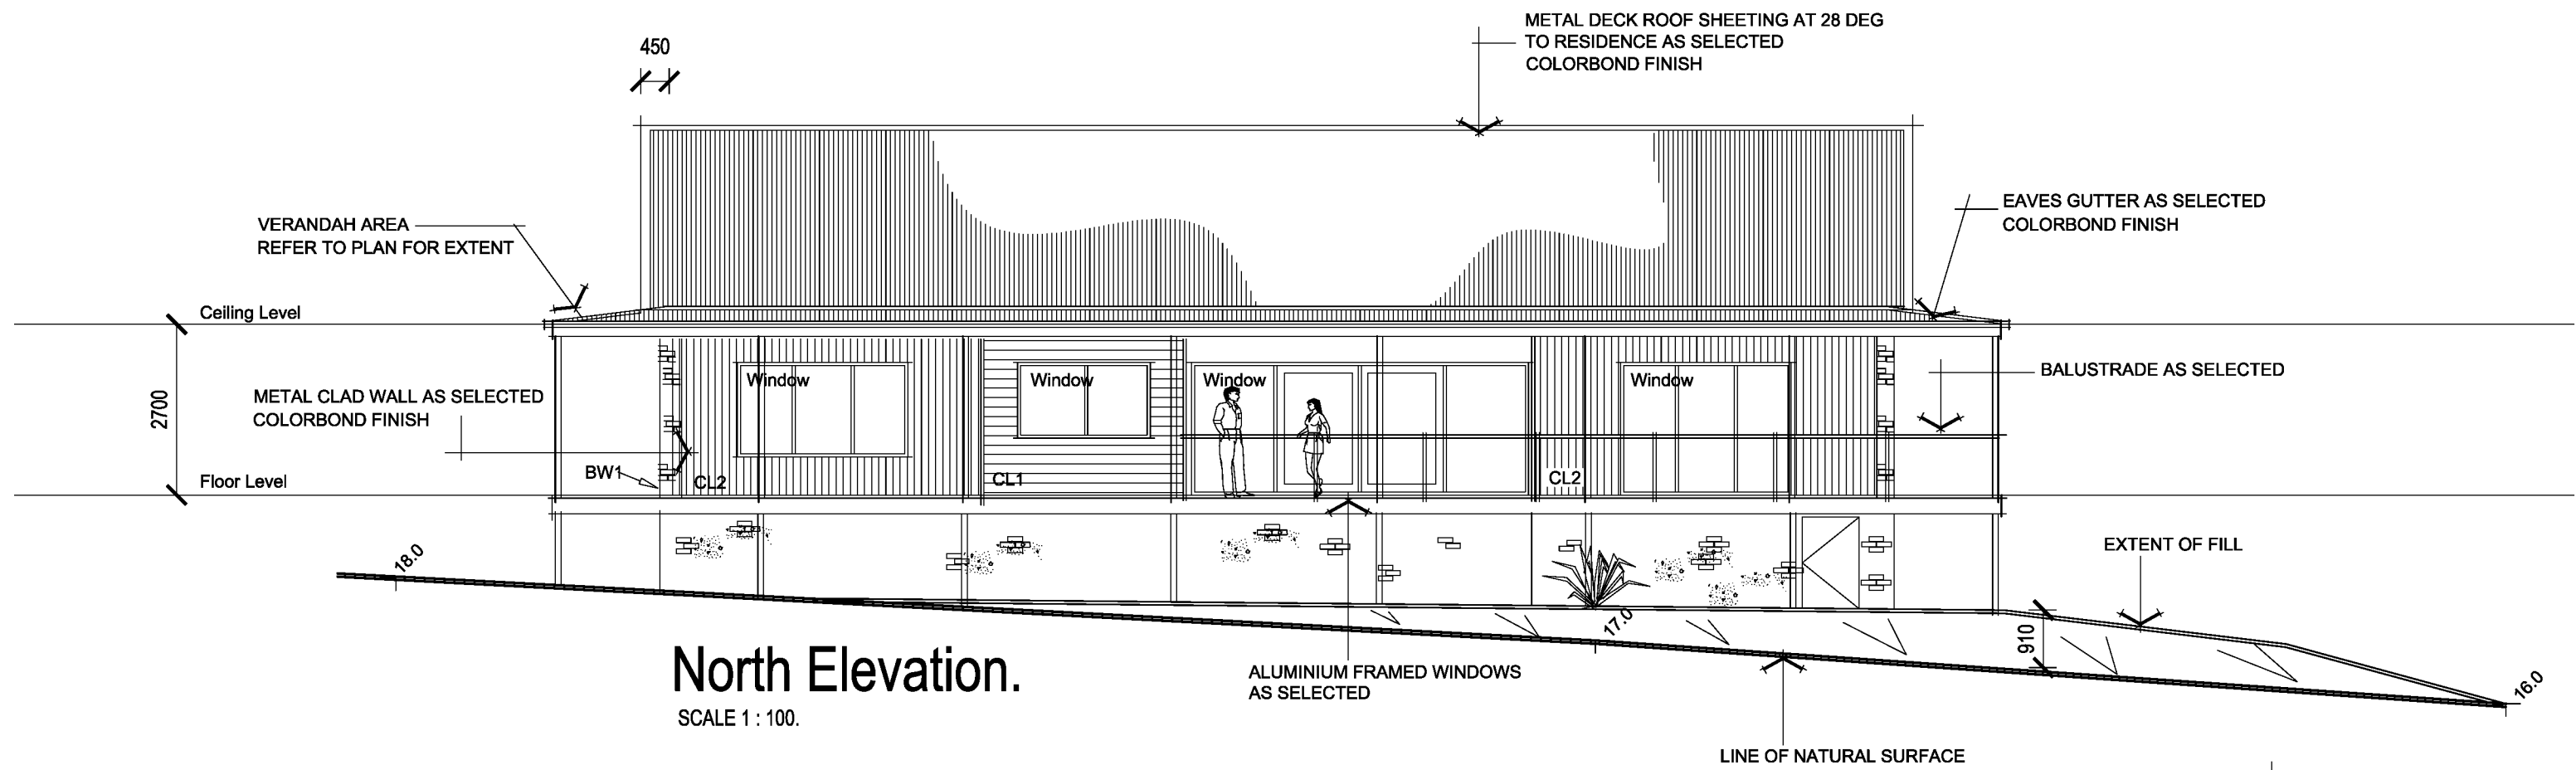 METAL DECK ROOF SHEETING AT 28 DEG
TO RESIDENCE AS SELECTED
COLORBOND FINISH
450
EAVES GUTTER AS SELECTED
COLORBOND FINISH
VERANDAH AREA
REFER TO PLAN FOR EXTENT
Ceiling Level
BALUSTRADE AS SELECTED
Window
Window
Window
Window
METAL CLAD WALL AS SELECTED
COLORBOND FINISH
2700
BW1
CL2
CL1
CL2
Floor Level
EXTENT OF FILL
18.0
17.0
910
16.0
North Elevation.
SCALE 1 : 100.
ALUMINIUM FRAMED WINDOWS
AS SELECTED
LINE OF NATURAL SURFACE